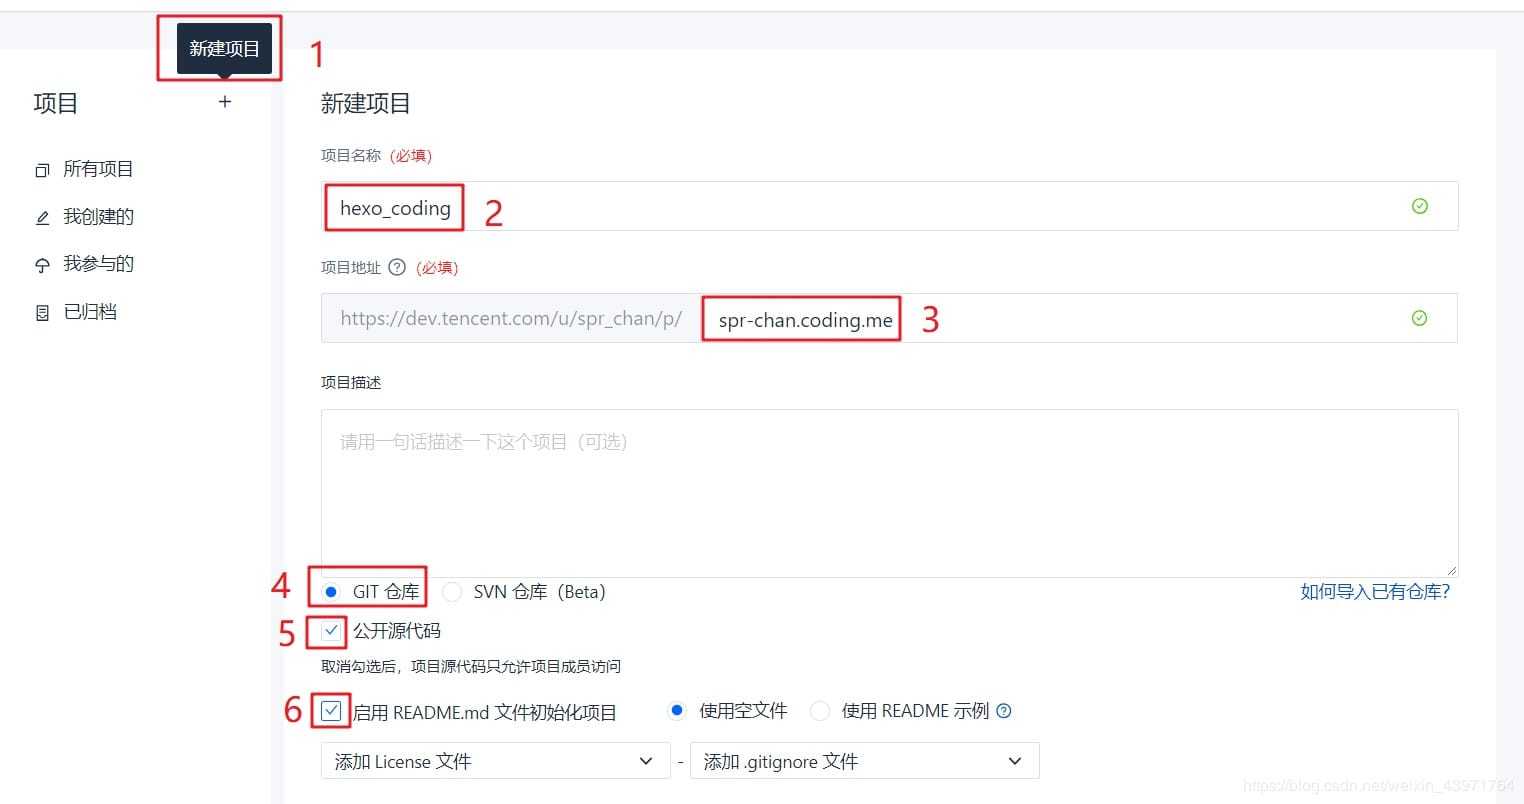 新建项目 1
项目 +
所有项目
我创建的
我参与的
已归档
新建项目
项目名称 (必填)
hexo_coding 2
项目地址 ? (必填)
https://dev.tencent.com/u/spr_chan/p/ spr-chan.coding.me 3
项目描述
请用一句话描述一下这个项目（可选）
4 GIT 仓库 SVN 仓库（Beta） 如何导入已有仓库?
5 公开源代码
取消勾选后，项目源代码只允许项目成员访问
6 启用 README.md 文件初始化项目 使用空文件 使用 README 示例 ?
添加 License 文件 - 添加 .gitignore 文件
https://blog.csdn.net/weixin_43971764